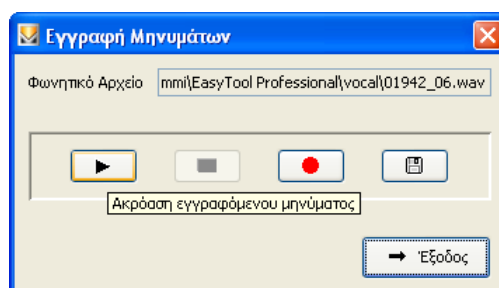 Εγγραφή Μηνυμάτων
Φωνητικό Αρχείο mmi\EasyTool Professional\vocal\01942_06.wav
Ακρόαση εγγραφόμενου μηνύματος
Έξοδος